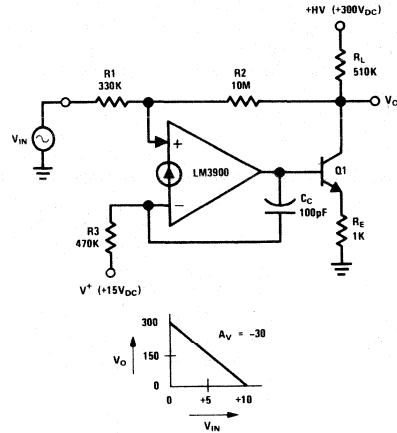 +HV (+300VDC)
RL
510K
R1
330K
R2
10M
VO
VIN
+
LM3900
Q1
−
CC
100pF
RE
1K
R3
470K
V+ (+15VDC)
300
AV = −30
VO
150
0
0
+5
+10
VIN